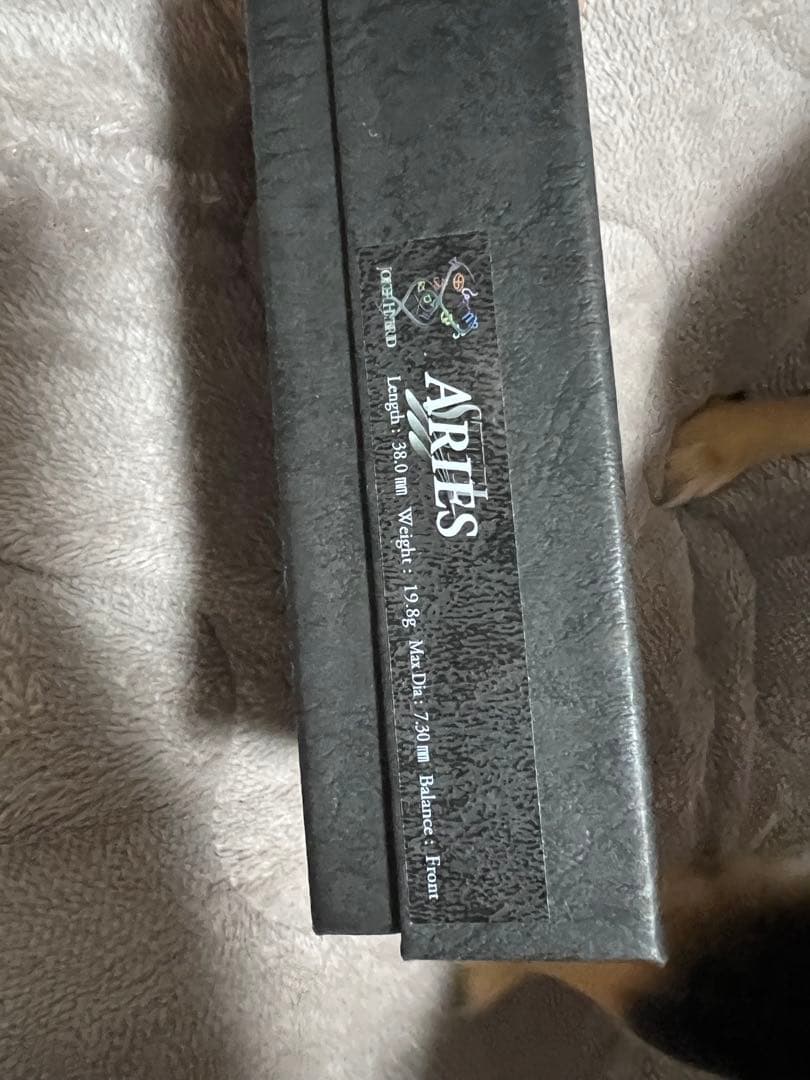 ARIES
Length : 38.0 ㎜ Weight : 19.8g Max Dia : 7.30 ㎜ Balance : Front